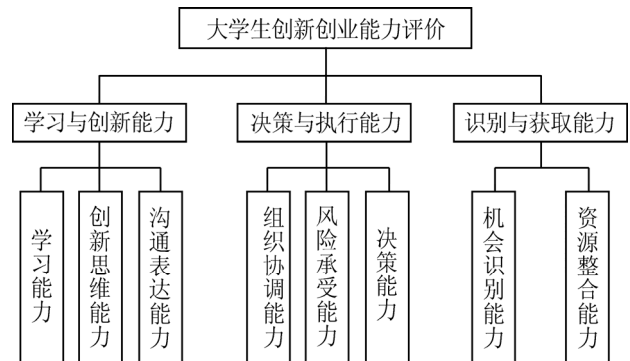 大学生创新创业能力评价
学习与创新能力
决策与执行能力
识别与获取能力
学习能力
创新思维能力
沟通表达能力
组织协调能力
风险承受能力
决策能力
机会识别能力
资源整合能力